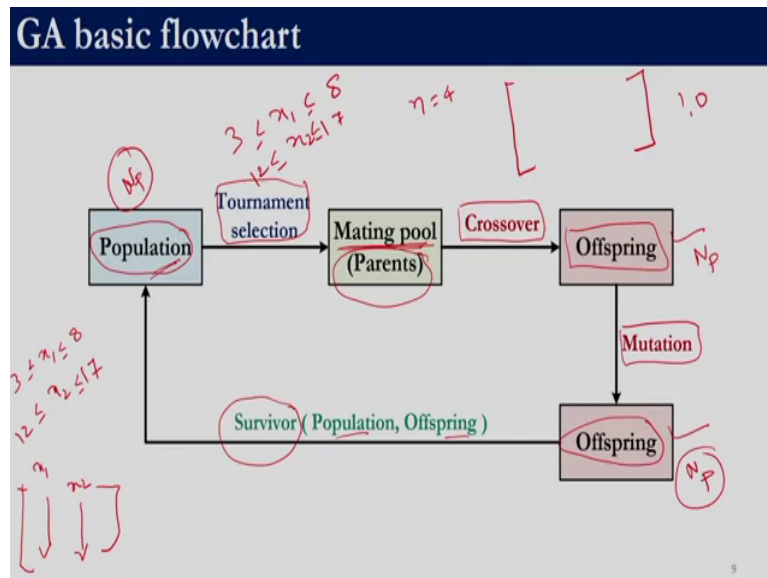 GA basic flowchart
3 ≤ x₁ ≤ 8
12 ≤ x₂ ≤ 17
n = 4
1,0
Np
Tournament
selection
Population
Mating pool
(Parents)
Crossover
Offspring
Np
Mutation
3 ≤ x₁ ≤ 8
12 ≤ x₂ ≤ 17
Survivor ( Population, Offspring )
Offspring
Np
x₁ x₂
9